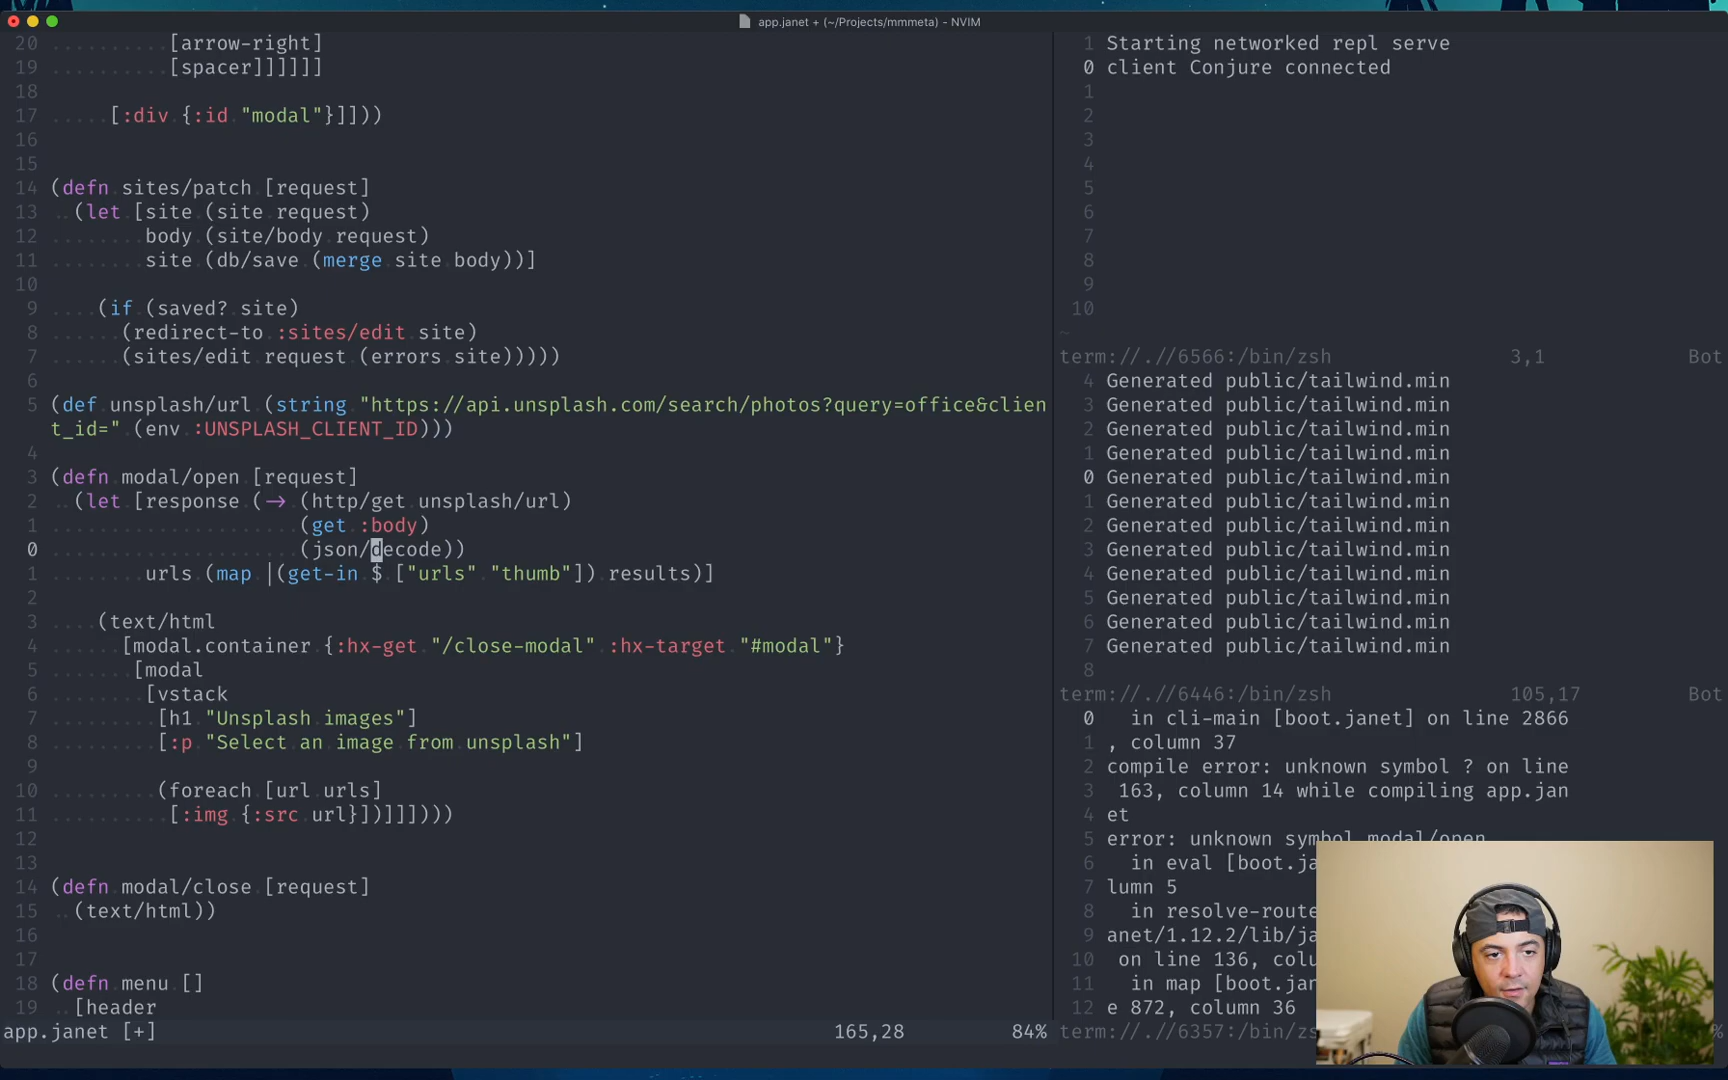 app.janet + (~/Projects/mmmeta) - NVIM
20 [arrow-right]
19 [spacer]]]]]]
18
17 [:div {:id "modal"}]]))
16
15
14 (defn sites/patch [request]
13 (let [site (site request)
12 body (site/body request)
11 site (db/save (merge site body))]
10
9 (if (saved? site)
8 (redirect-to :sites/edit site)
7 (sites/edit request (errors site)))))
6
5 (def unsplash/url (string "https://api.unsplash.com/search/photos?query=office&clien
t_id=" (env :UNSPLASH_CLIENT_ID)))
4
3 (defn modal/open [request]
2 (let [response (-> (http/get unsplash/url)
1 (get :body)
0 (json/decode))
1 urls (map |(get-in $ ["urls" "thumb"]) results)]
2
3 (text/html
4 [modal.container {:hx-get "/close-modal" :hx-target "#modal"}
5 [modal
6 [vstack
7 [h1 "Unsplash images"]
8 [:p "Select an image from unsplash"]
9
10 (foreach [url urls]
11 [:img {:src url}])]]])))
12
13
14 (defn modal/close [request]
15 (text/html))
16
17
18 (defn menu []
19 [header
app.janet [+] 165,28 84%
1 Starting networked repl serve
0 client Conjure connected
1
2
3
4
5
6
7
8
9
10
~
term://.//6566:/bin/zsh 3,1 Bot
4 Generated public/tailwind.min
3 Generated public/tailwind.min
2 Generated public/tailwind.min
1 Generated public/tailwind.min
0 Generated public/tailwind.min
1 Generated public/tailwind.min
2 Generated public/tailwind.min
3 Generated public/tailwind.min
4 Generated public/tailwind.min
5 Generated public/tailwind.min
6 Generated public/tailwind.min
7 Generated public/tailwind.min
8
term://.//6446:/bin/zsh 105,17 Bot
0 in cli-main [boot.janet] on line 2866
1 , column 37
2 compile error: unknown symbol ? on line
3 163, column 14 while compiling app.jan
4 et
5 error: unknown symbol modal/open
6 in eval [boot.ja
7 lumn 5
8 in resolve-route
9 anet/1.12.2/lib/ja
10 on line 136, colu
11 in map [boot.jan
12 e 872, column 36
term://.//6357:/bin/zs %